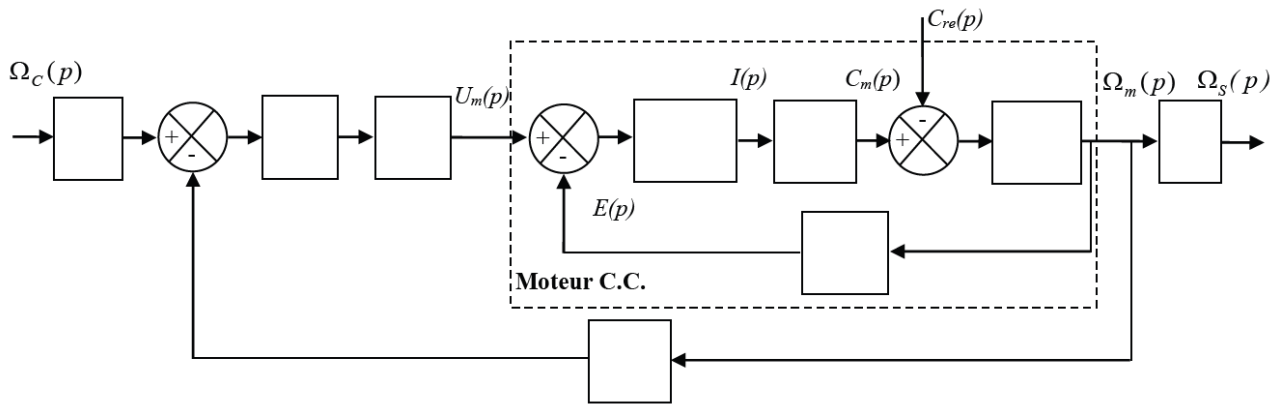 C_re(p)
Ω_C(p)
U_m(p)
I(p)
C_m(p)
Ω_m(p)
Ω_S(p)
+
-
+
-
-
+
E(p)
Moteur C.C.